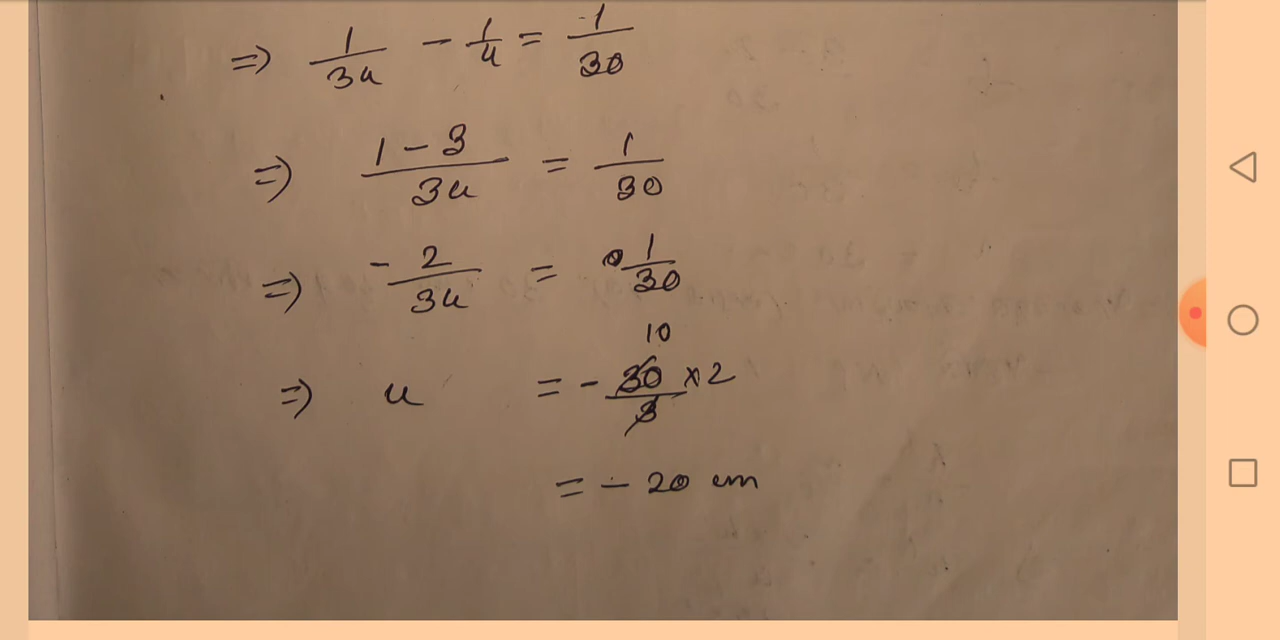 => 1/3u - 1/u = 1/30
=> 1-3/3u = 1/30
=> -2/3u = 1/30
10
=> u = - 30 x 2/3
= - 20 cm